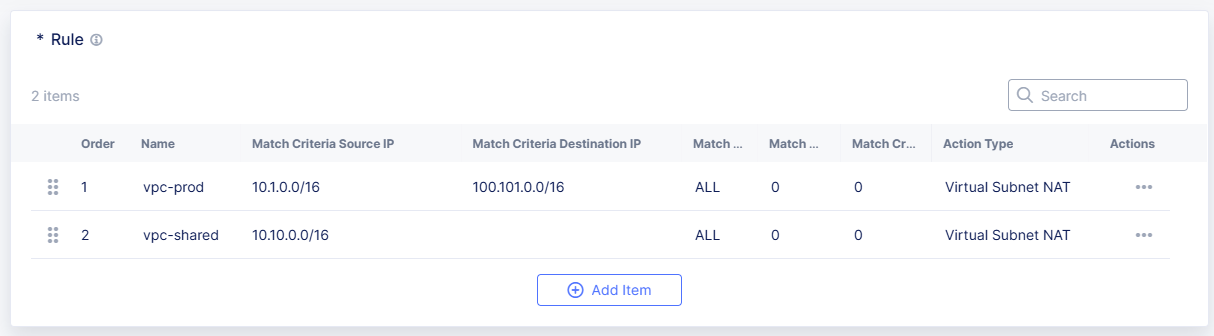 * Rule
2 items
Search
Order Name Match Criteria Source IP Match Criteria Destination IP Match ... Match ... Match Cr... Action Type Actions
1 vpc-prod 10.1.0.0/16 100.101.0.0/16 ALL 0 0 Virtual Subnet NAT
2 vpc-shared 10.10.0.0/16 ALL 0 0 Virtual Subnet NAT
Add Item